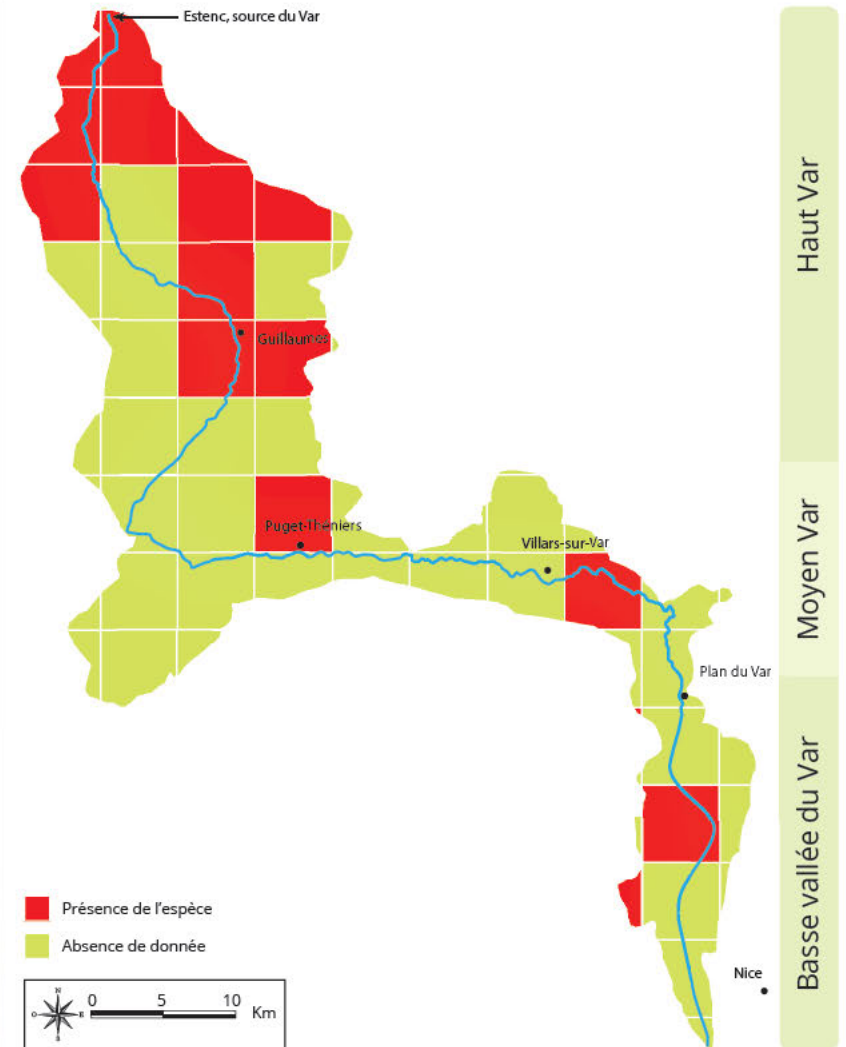 Estenc, source du Var
Haut Var
Guillaumes
Puget-Théniers
Villars-sur-Var
Moyen Var
Plan du Var
Basse vallée du Var
Présence de l'espèce
Absence de donnée
Nice
N
O
E
S
0 5 10 Km